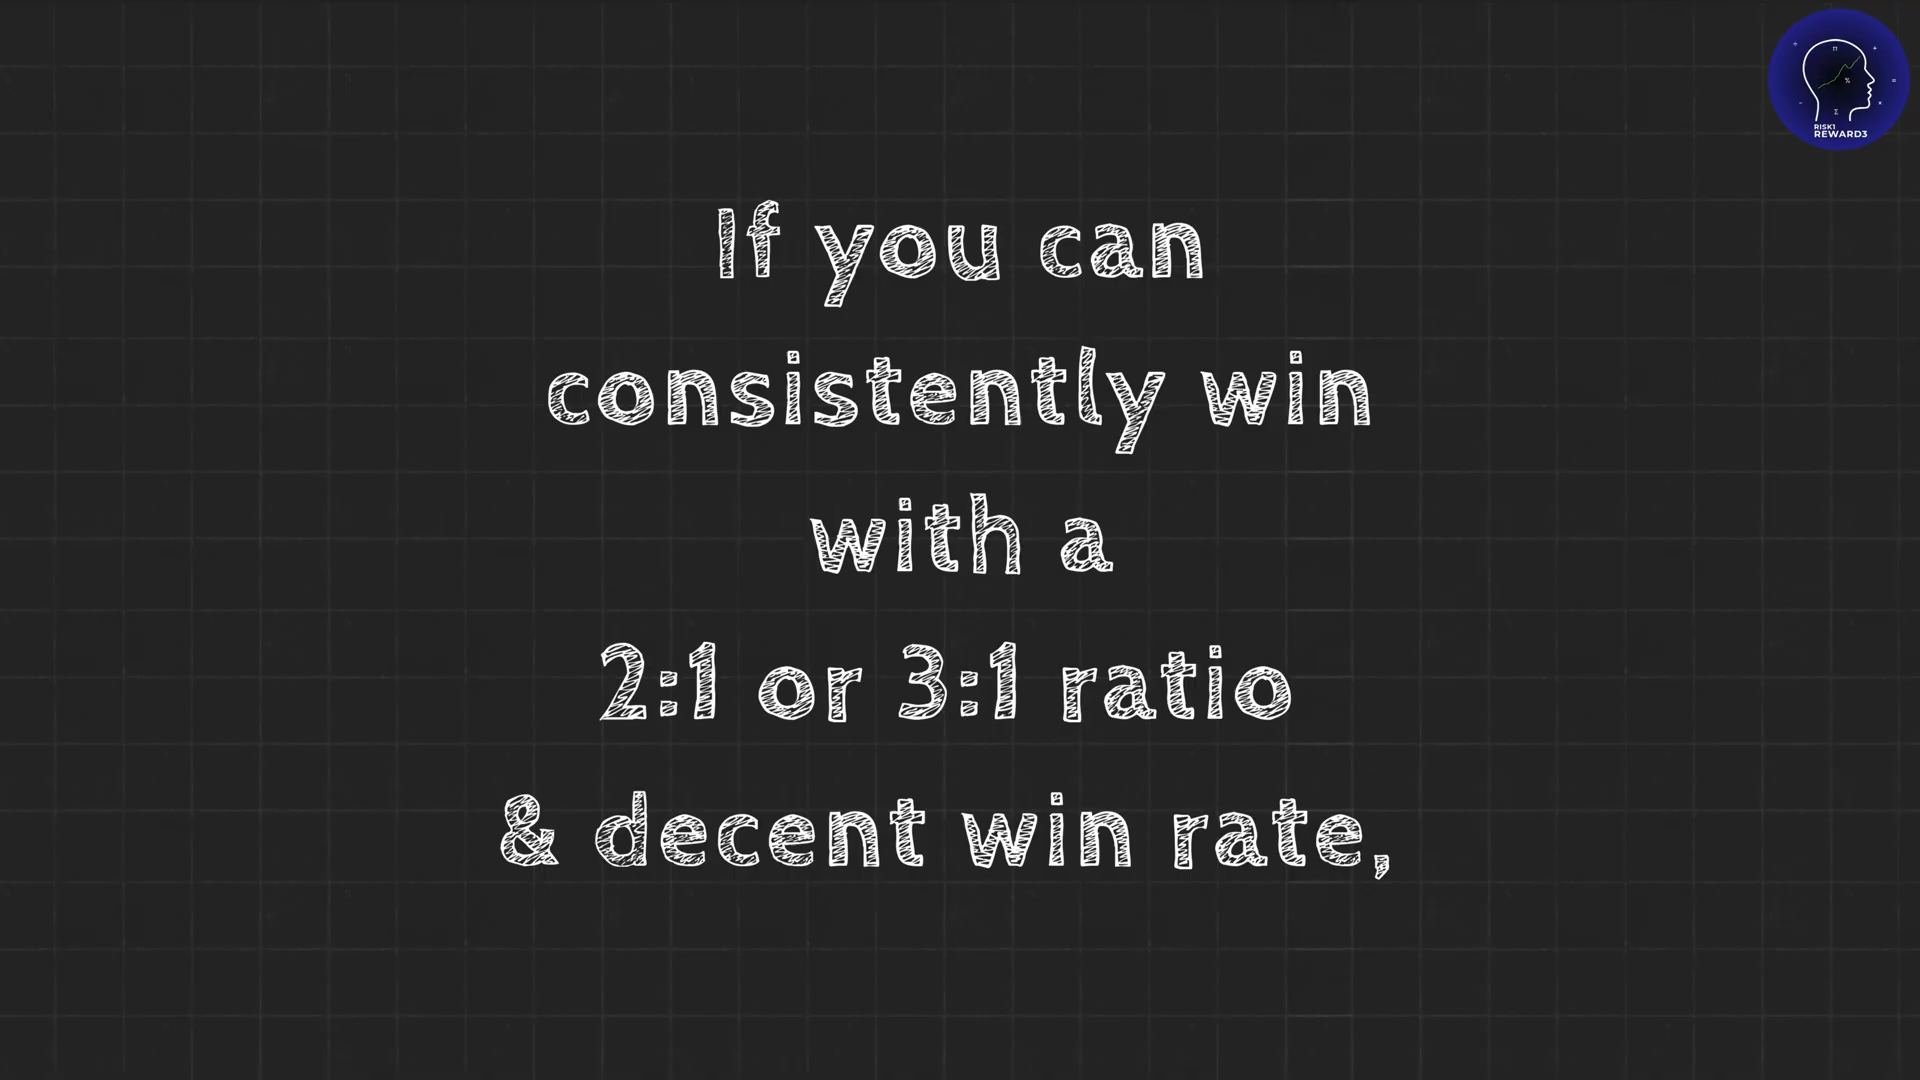 RISK1
REWARD3
If you can
consistently win
with a
2:1 or 3:1 ratio
& decent win rate,